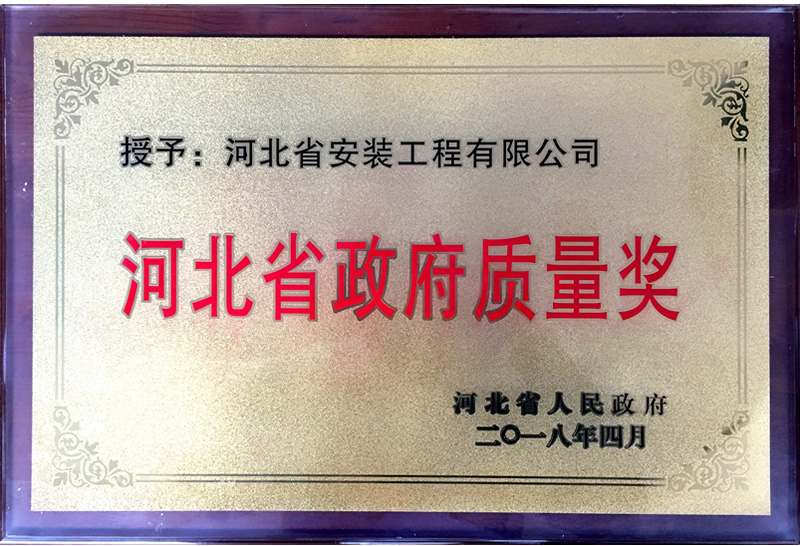 授予：河北省安装工程有限公司
河北省政府质量奖
河北省人民政府
二〇一八年四月